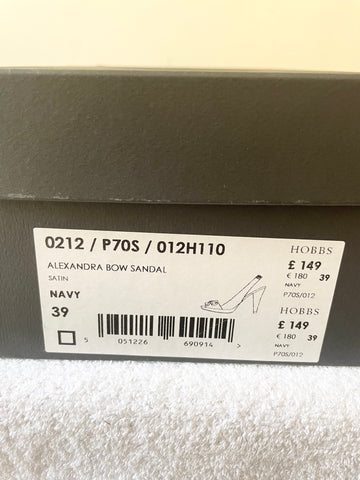 0212 / P70S / 012H110
ALEXANDRA BOW SANDAL
SATIN
NAVY
39
5 051226 690914 >
HOBBS
£ 149
€ 180 39
NAVY
P70S/012
HOBBS
£ 149
€ 180 39
NAVY
P70S/012